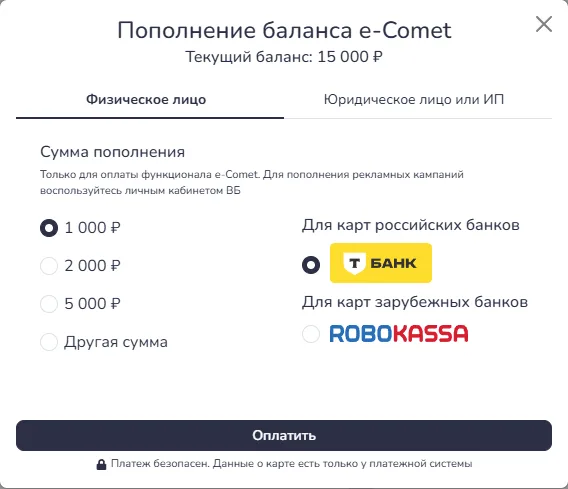 Пополнение баланса e-Comet
Текущий баланс: 15 000 ₽
Физическое лицо
Юридическое лицо или ИП
Сумма пополнения
Только для оплаты функционала e-Comet. Для пополнения рекламных кампаний
воспользуйтесь личным кабинетом ВБ
1 000 ₽
2 000 ₽
5 000 ₽
Другая сумма
Для карт российских банков
Т БАНК
Для карт зарубежных банков
ROBOKASSA
Оплатить
Платеж безопасен. Данные о карте есть только у платежной системы